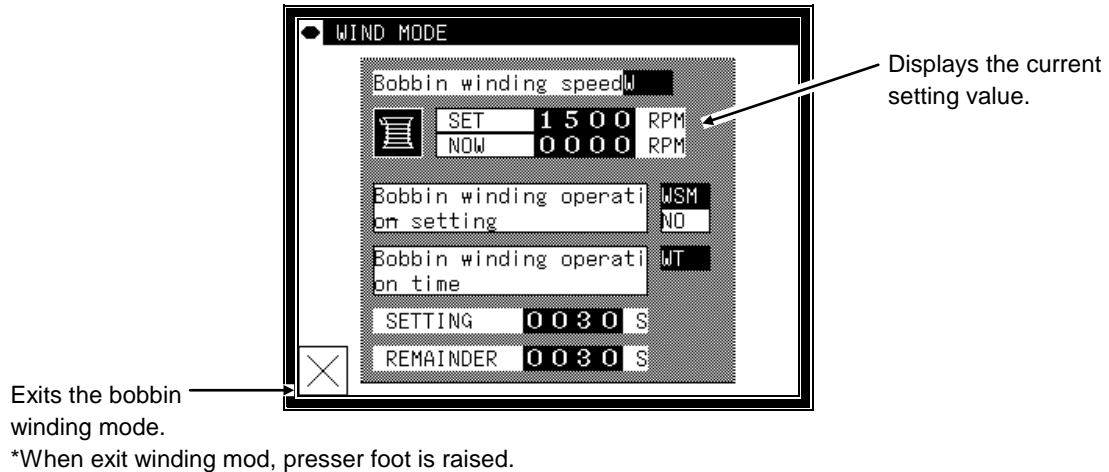 WIND MODE
Bobbin winding speed W
SET 1500 RPM
NOW 0000 RPM
Displays the current
setting value.
Bobbin winding operati WSM
on setting NO
Bobbin winding operati WT
on time
SETTING 0030 S
REMAINDER 0030 S
Exits the bobbin
winding mode.
*When exit winding mod, presser foot is raised.